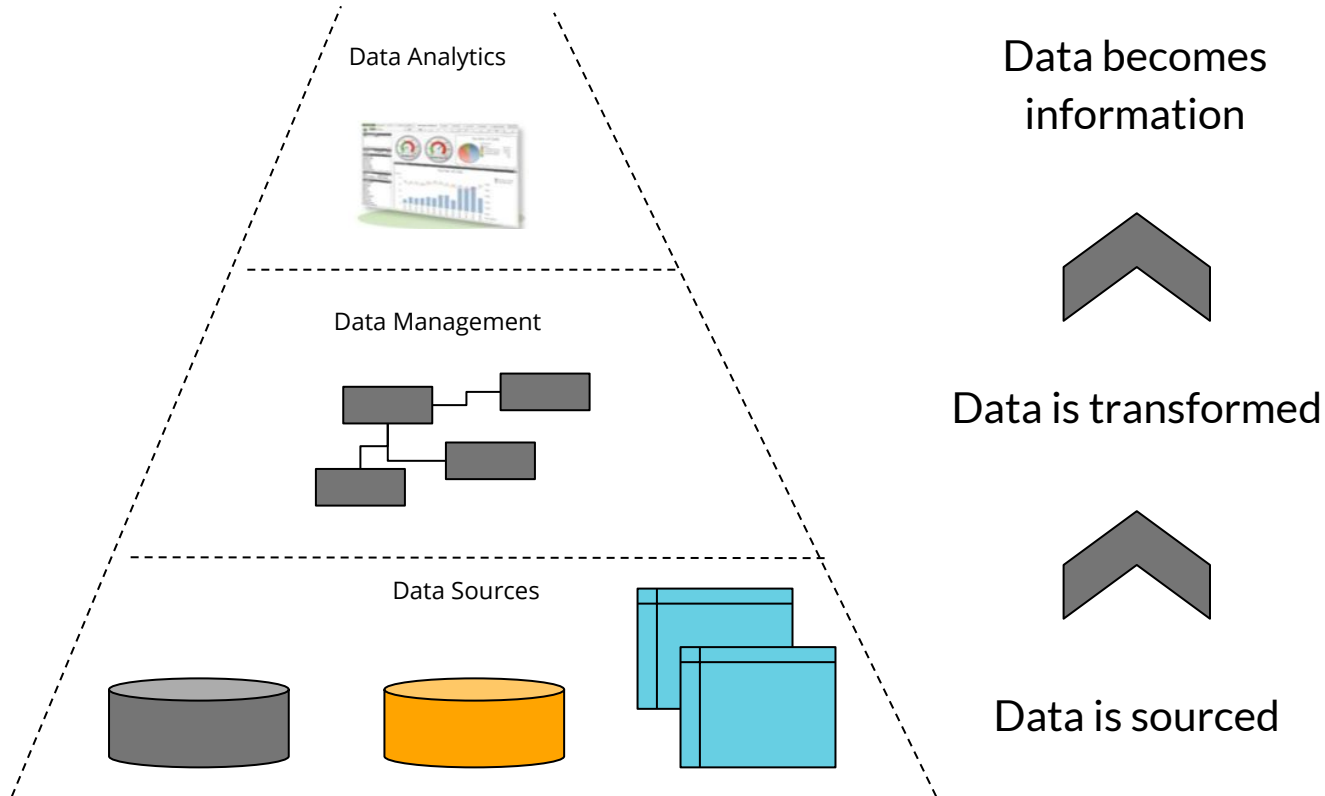 Data Analytics
Data becomes
information
Data Management
Data is transformed
Data Sources
Data is sourced